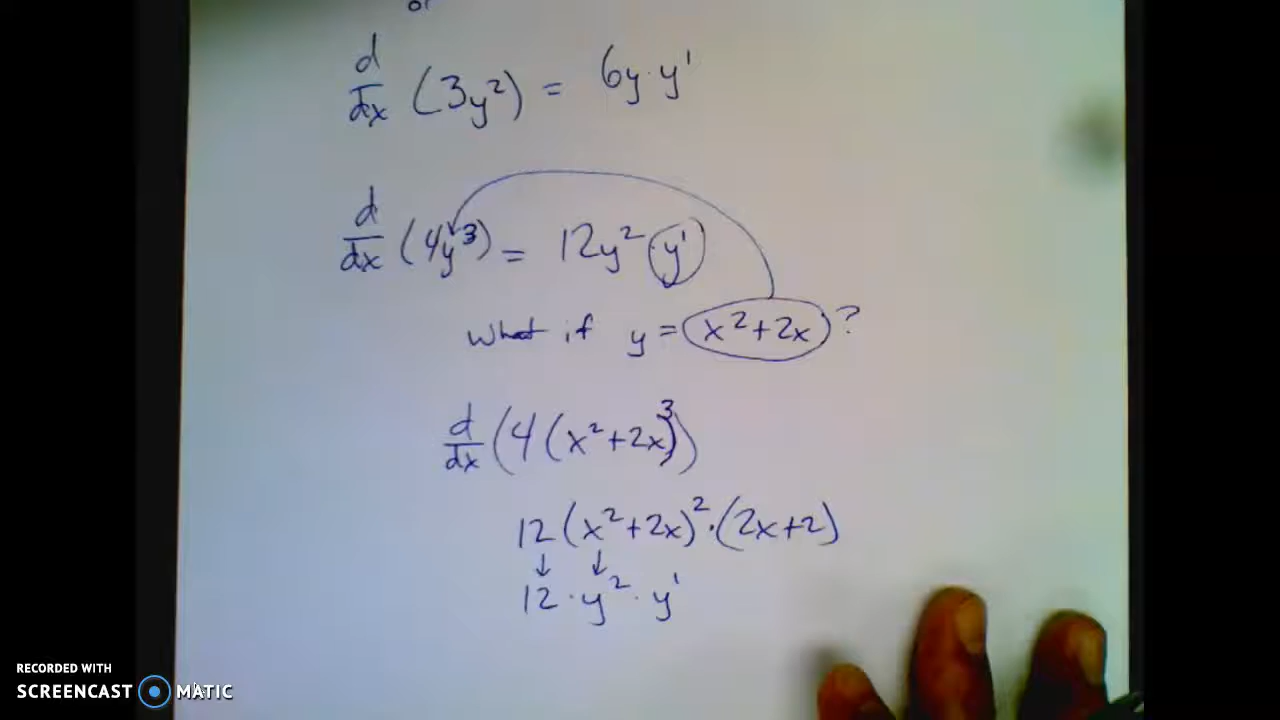 or
d/dx (3y²) = 6y · y'
d/dx (4y³) = 12y² · y'
What if y = x²+2x ?
d/dx (4(x²+2x)³)
12(x²+2x)²·(2x+2)
↓ ↓
12 · y² · y'
RECORDED WITH
SCREENCAST MATIC